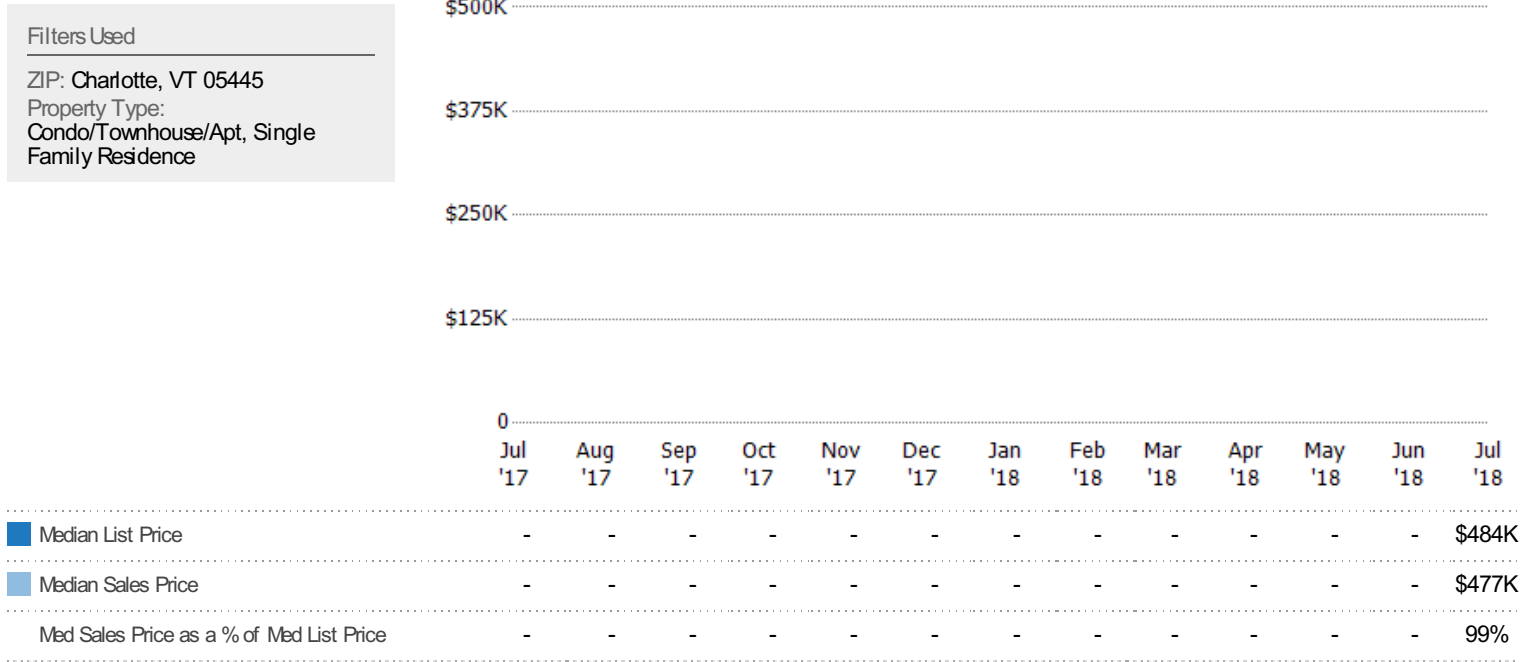 Filters Used
ZIP: Charlotte, VT 05445
Property Type:
Condo/Townhouse/Apt, Single
Family Residence
$500K
$375K
$250K
$125K
0
Jul Aug Sep Oct Nov Dec Jan Feb Mar Apr May Jun Jul
'17 '17 '17 '17 '17 '17 '18 '18 '18 '18 '18 '18 '18
Median List Price - - - - - - - - - - - - $484K
Median Sales Price - - - - - - - - - - - - $477K
Med Sales Price as a % of Med List Price - - - - - - - - - - - - 99%